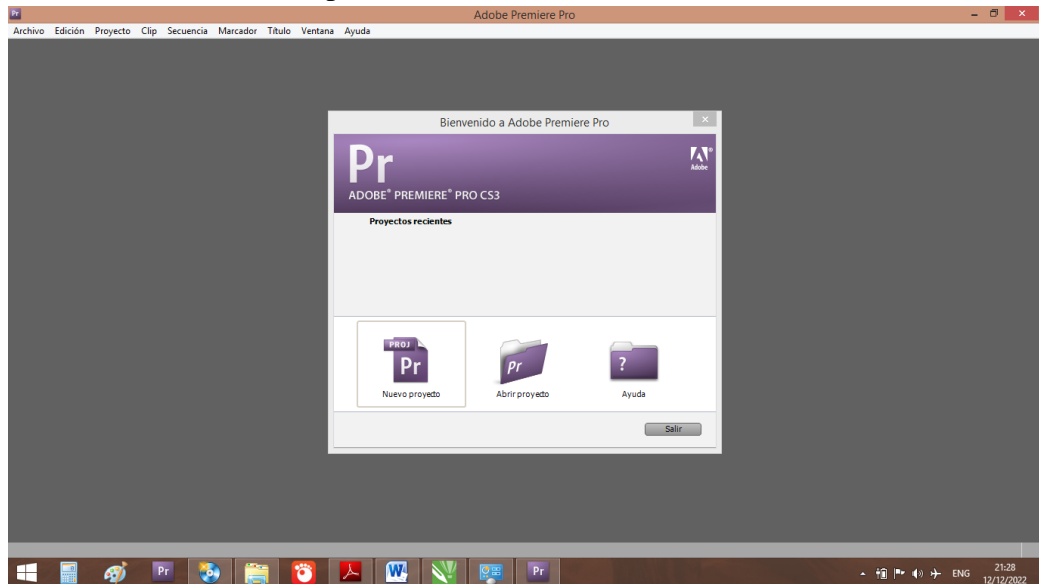 Pr
Adobe Premiere Pro
Archivo Edición Proyecto Clip Secuencia Marcador Título Ventana Ayuda
Bienvenido a Adobe Premiere Pro
Pr
Adobe
ADOBE® PREMIERE® PRO CS3
Proyectos recientes
PROJ
Pr
Pr
?
Nuevo proyecto
Abrir proyecto
Ayuda
Salir
Pr
W
Pr
ENG
21:28
12/12/2022